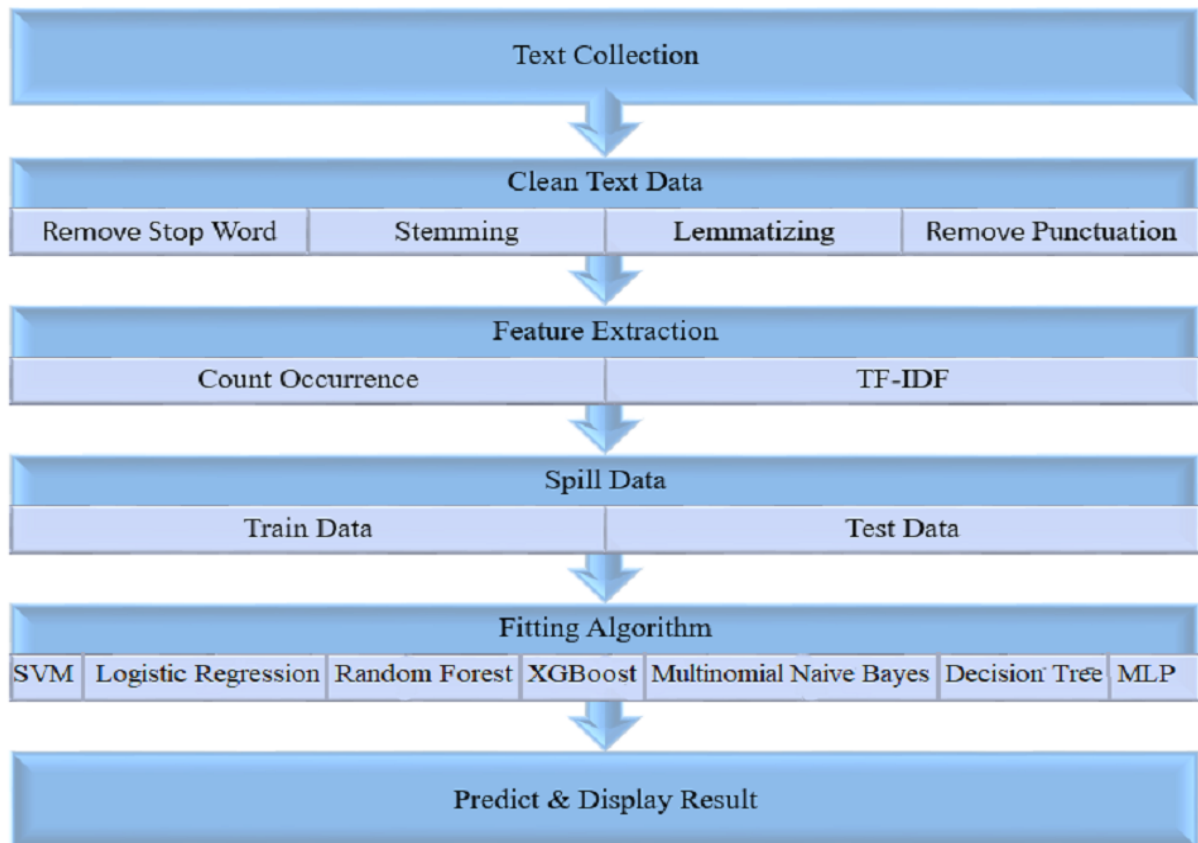 Text Collection
Clean Text Data
Remove Stop Word Stemming Lemmatizing Remove Punctuation
Feature Extraction
Count Occurrence TF-IDF
Spill Data
Train Data Test Data
Fitting Algorithm
SVM Logistic Regression Random Forest XGBoost Multinomial Naive Bayes Decision Tree MLP
Predict & Display Result